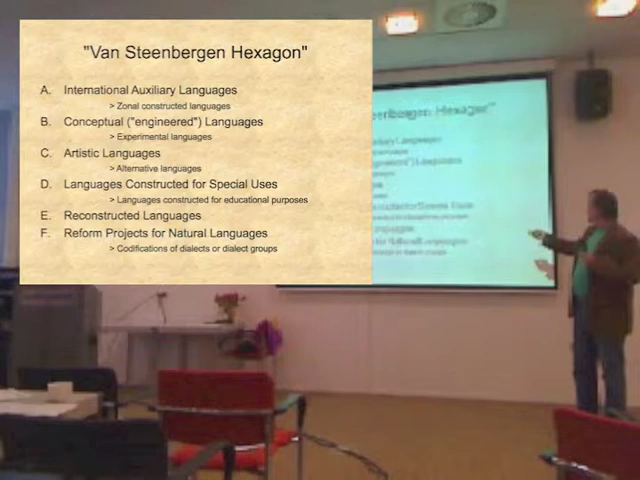 "Van Steenbergen Hexagon"
A. International Auxiliary Languages
> Zonal constructed languages
B. Conceptual ("engineered") Languages
> Experimental languages
C. Artistic Languages
> Alternative languages
D. Languages Constructed for Special Uses
> Languages constructed for educational purposes
E. Reconstructed Languages
F. Reform Projects for Natural Languages
> Codifications of dialects or dialect groups
Hexagon"